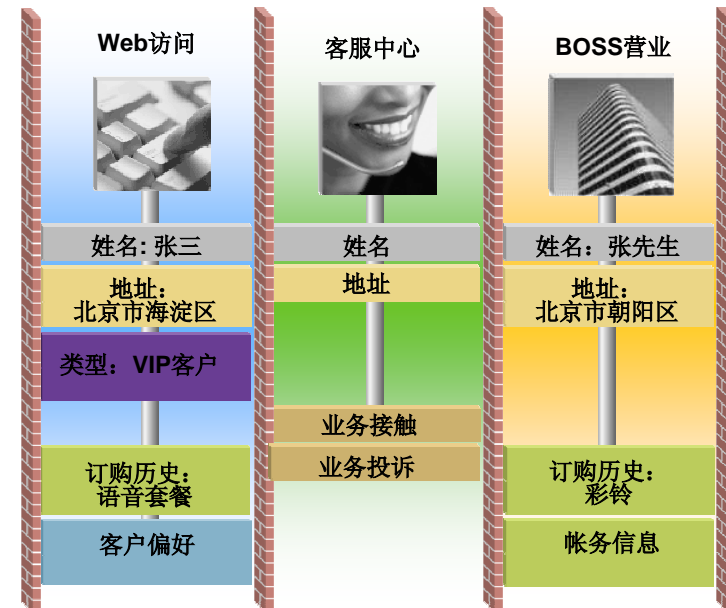 Web访问
姓名: 张三
地址：
北京市海淀区
类型：VIP客户
订购历史：
语音套餐
客户偏好
客服中心
姓名
地址
业务接触
业务投诉
BOSS营业
姓名：张先生
地址：
北京市朝阳区
订购历史：
彩铃
帐务信息